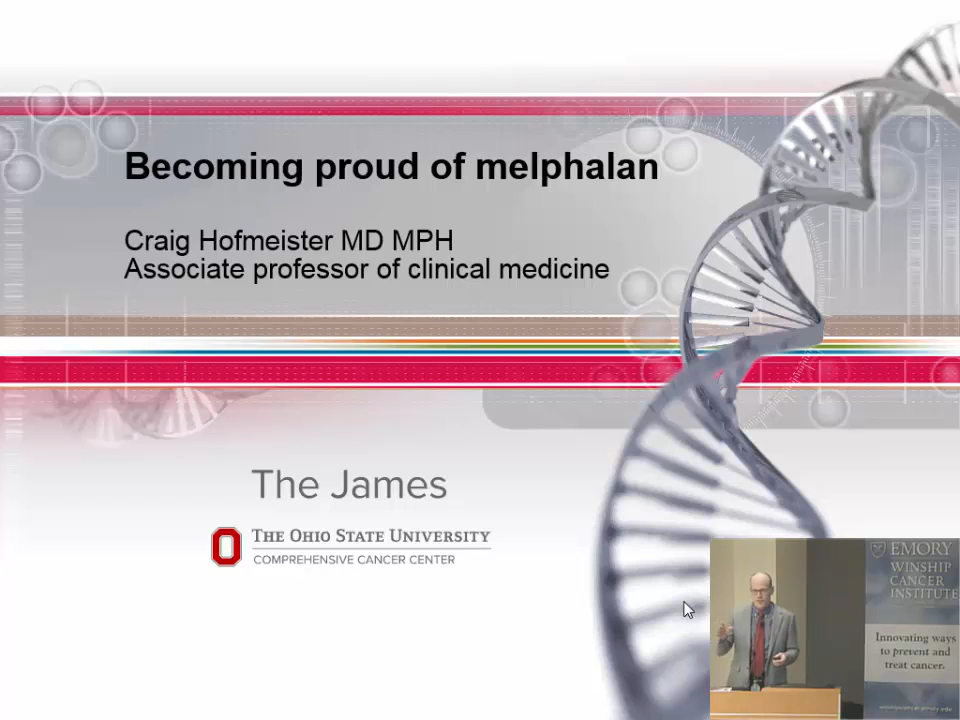 Becoming proud of melphalan
Craig Hofmeister MD MPH
Associate professor of clinical medicine
The James
THE OHIO STATE UNIVERSITY
COMPREHENSIVE CANCER CENTER
EMORY
WINSHIP
CANCER
INSTITUTE
Innovating ways
to prevent and
treat cancer.